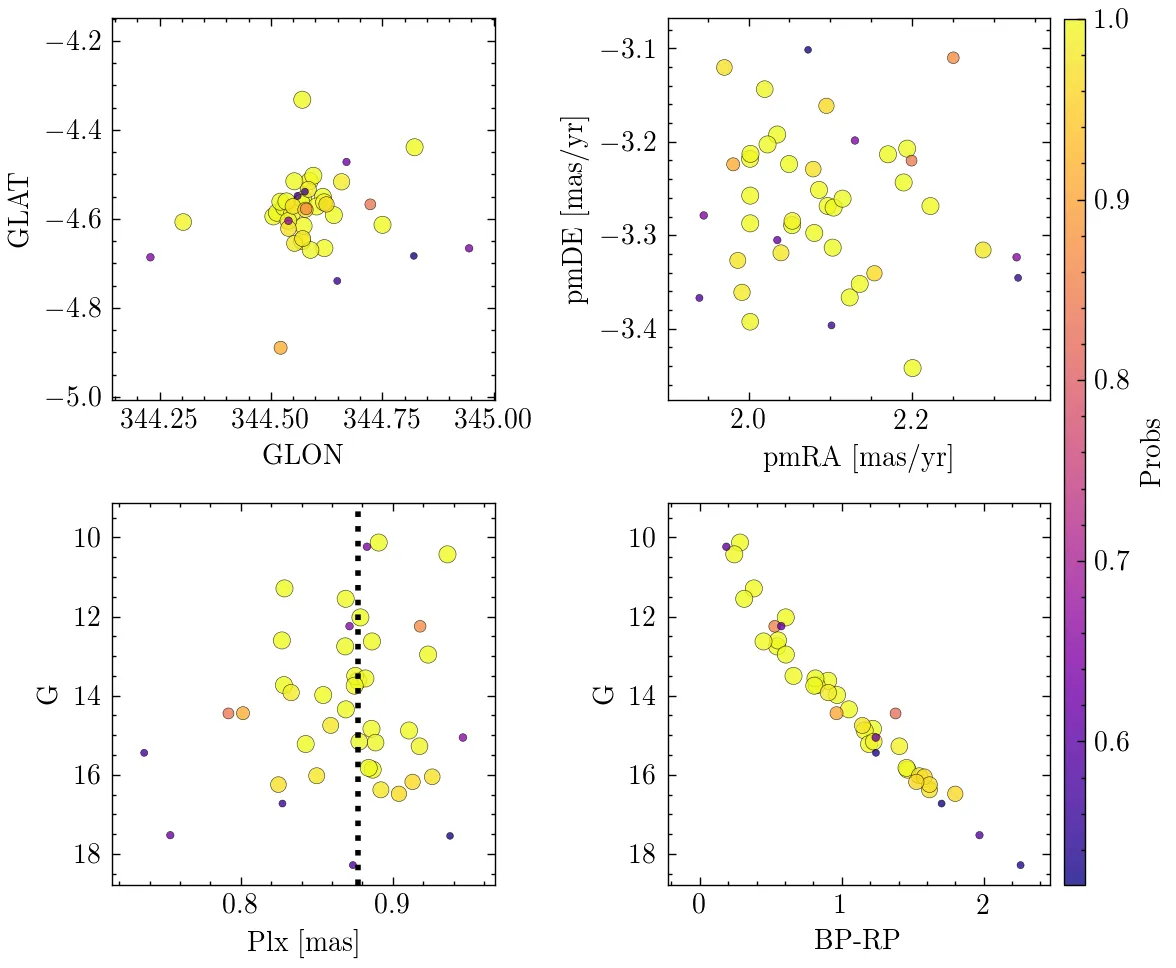 −4.2
−4.4
−4.6
−4.8
−5.0
GLAT
344.25 344.50 344.75 345.00
GLON
−3.1
−3.2
−3.3
−3.4
pmDE [mas/yr]
2.0 2.2
pmRA [mas/yr]
10
12
14
16
18
G
0.8 0.9
Plx [mas]
10
12
14
16
18
G
0 1 2
BP-RP
1.0
0.9
0.8
0.7
0.6
Probs